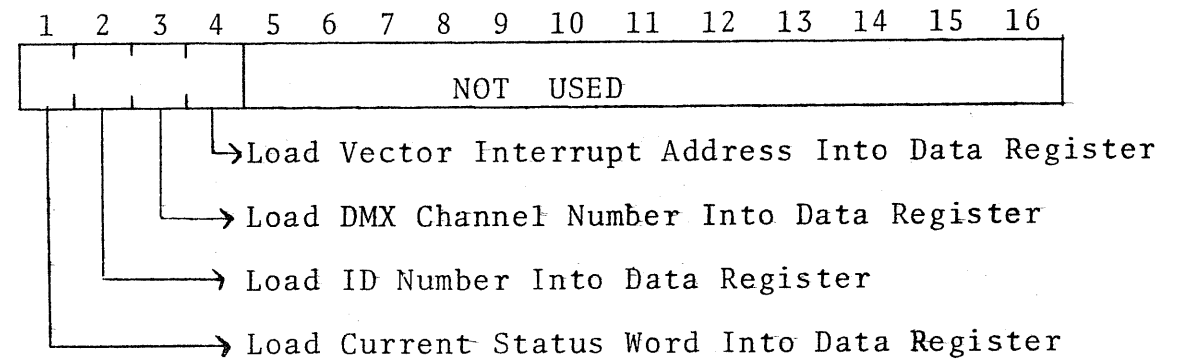 1 2 3 4 5 6 7 8 9 10 11 12 13 14 15 16
NOT USED
Load Vector Interrupt Address Into Data Register
Load DMX Channel Number Into Data Register
Load ID Number Into Data Register
Load Current Status Word Into Data Register